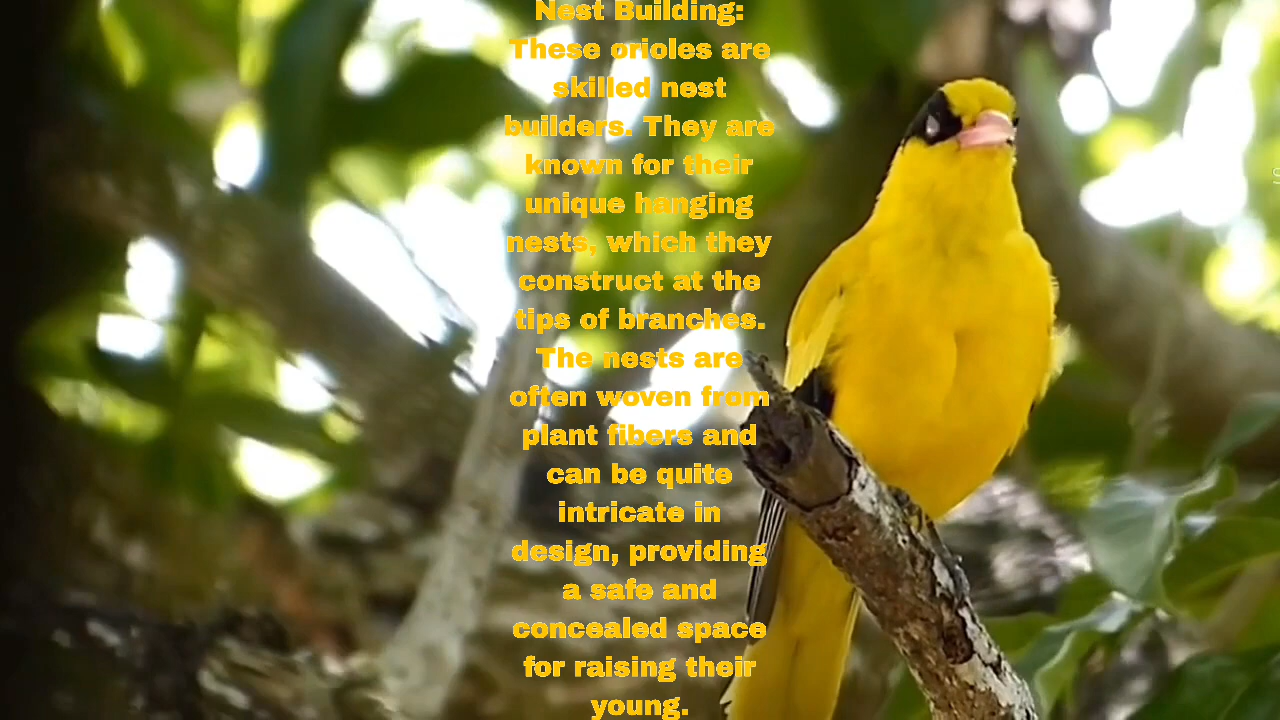 Nest Building:
These orioles are
skilled nest
builders. They are
known for their
unique hanging
nests, which they
construct at the
tips of branches.
The nests are
often woven from
plant fibers and
can be quite
intricate in
design, providing
a safe and
concealed space
for raising their
young.